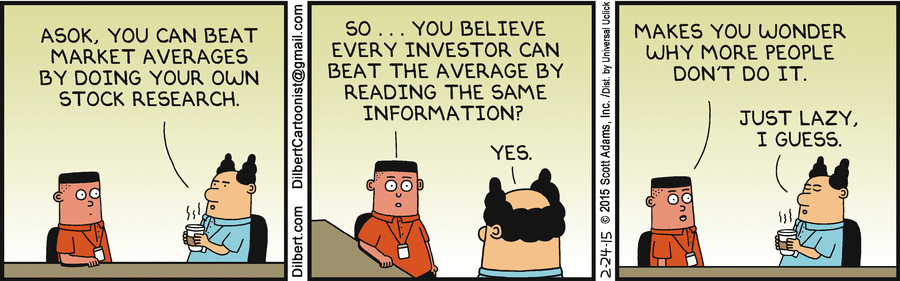 ASOK, YOU CAN BEAT
MARKET AVERAGES
BY DOING YOUR OWN
STOCK RESEARCH.
Dilbert.com DilbertCartoonist@gmail.com
SO . . . YOU BELIEVE
EVERY INVESTOR CAN
BEAT THE AVERAGE BY
READING THE SAME
INFORMATION?
YES.
2-24-15 © 2015 Scott Adams, Inc. /Dist. by Universal Uclick
MAKES YOU WONDER
WHY MORE PEOPLE
DON'T DO IT.
JUST LAZY,
I GUESS.